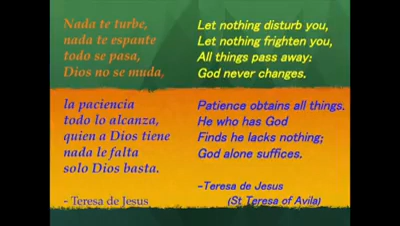 Nada te turbe,
nada te espante
todo se pasa,
Dios no se muda,
la paciencia
todo lo alcanza,
quien a Dios tiene
nada le falta
solo Dios basta.
- Teresa de Jesus
Let nothing disturb you,
Let nothing frighten you,
All things pass away:
God never changes.
Patience obtains all things.
He who has God
Finds he lacks nothing;
God alone suffices.
-Teresa de Jesus
(St Teresa of Avila)